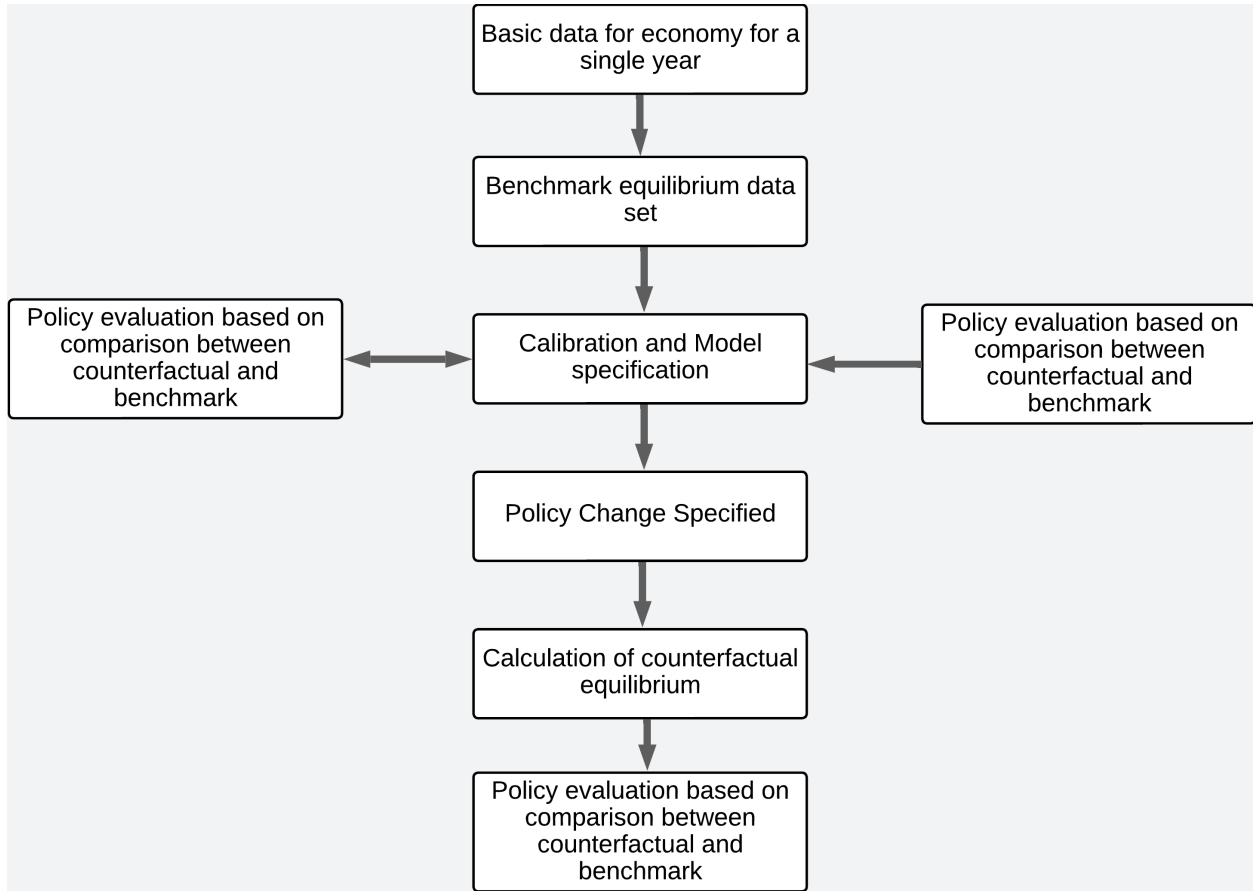 Basic data for economy for a
single year
Benchmark equilibrium data
set
Policy evaluation based on
comparison between
counterfactual and
benchmark
Calibration and Model
specification
Policy evaluation based on
comparison between
counterfactual and
benchmark
Policy Change Specified
Calculation of counterfactual
equilibrium
Policy evaluation based on
comparison between
counterfactual and
benchmark